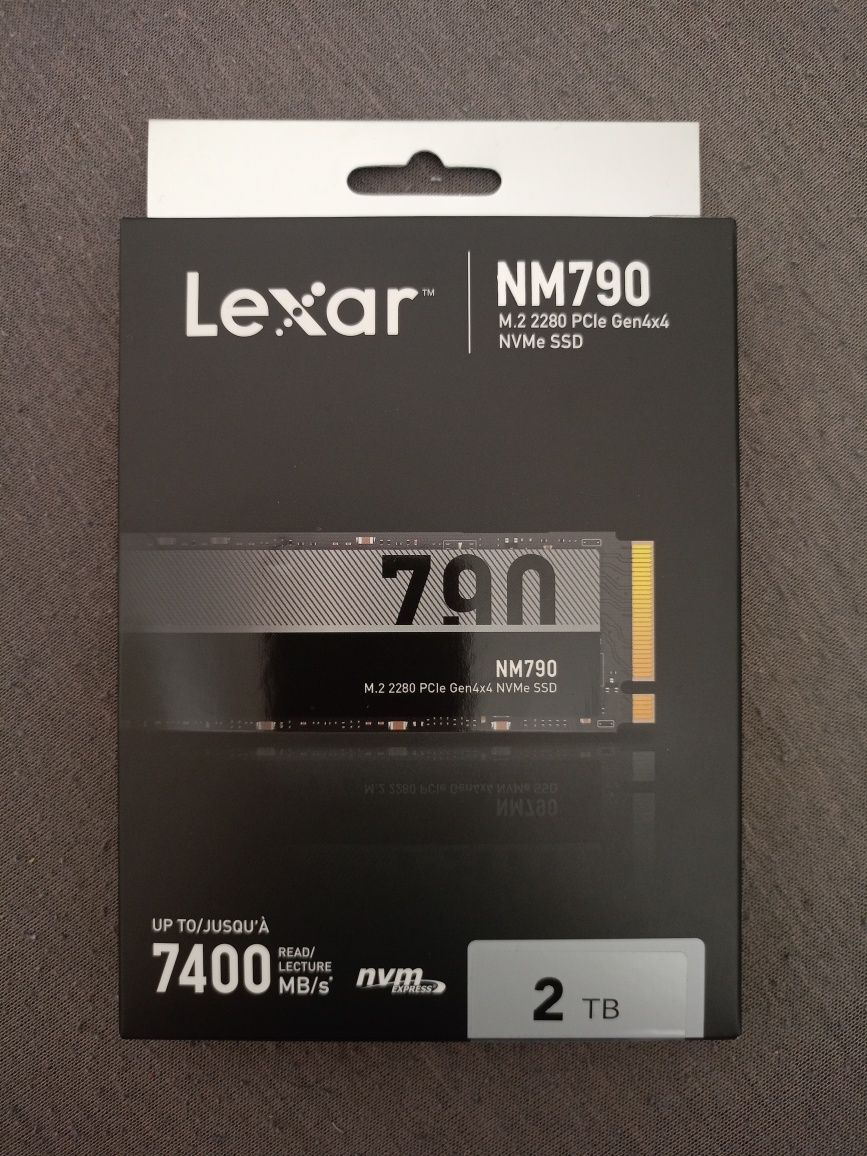 Lexar™
NM790
M.2 2280 PCIe Gen4x4
NVMe SSD
790
NM790
M.2 2280 PCIe Gen4x4 NVMe SSD
UP TO/JUSQU'À
7400
READ/
LECTURE
MB/s*
nvm
EXPRESS
2 TB